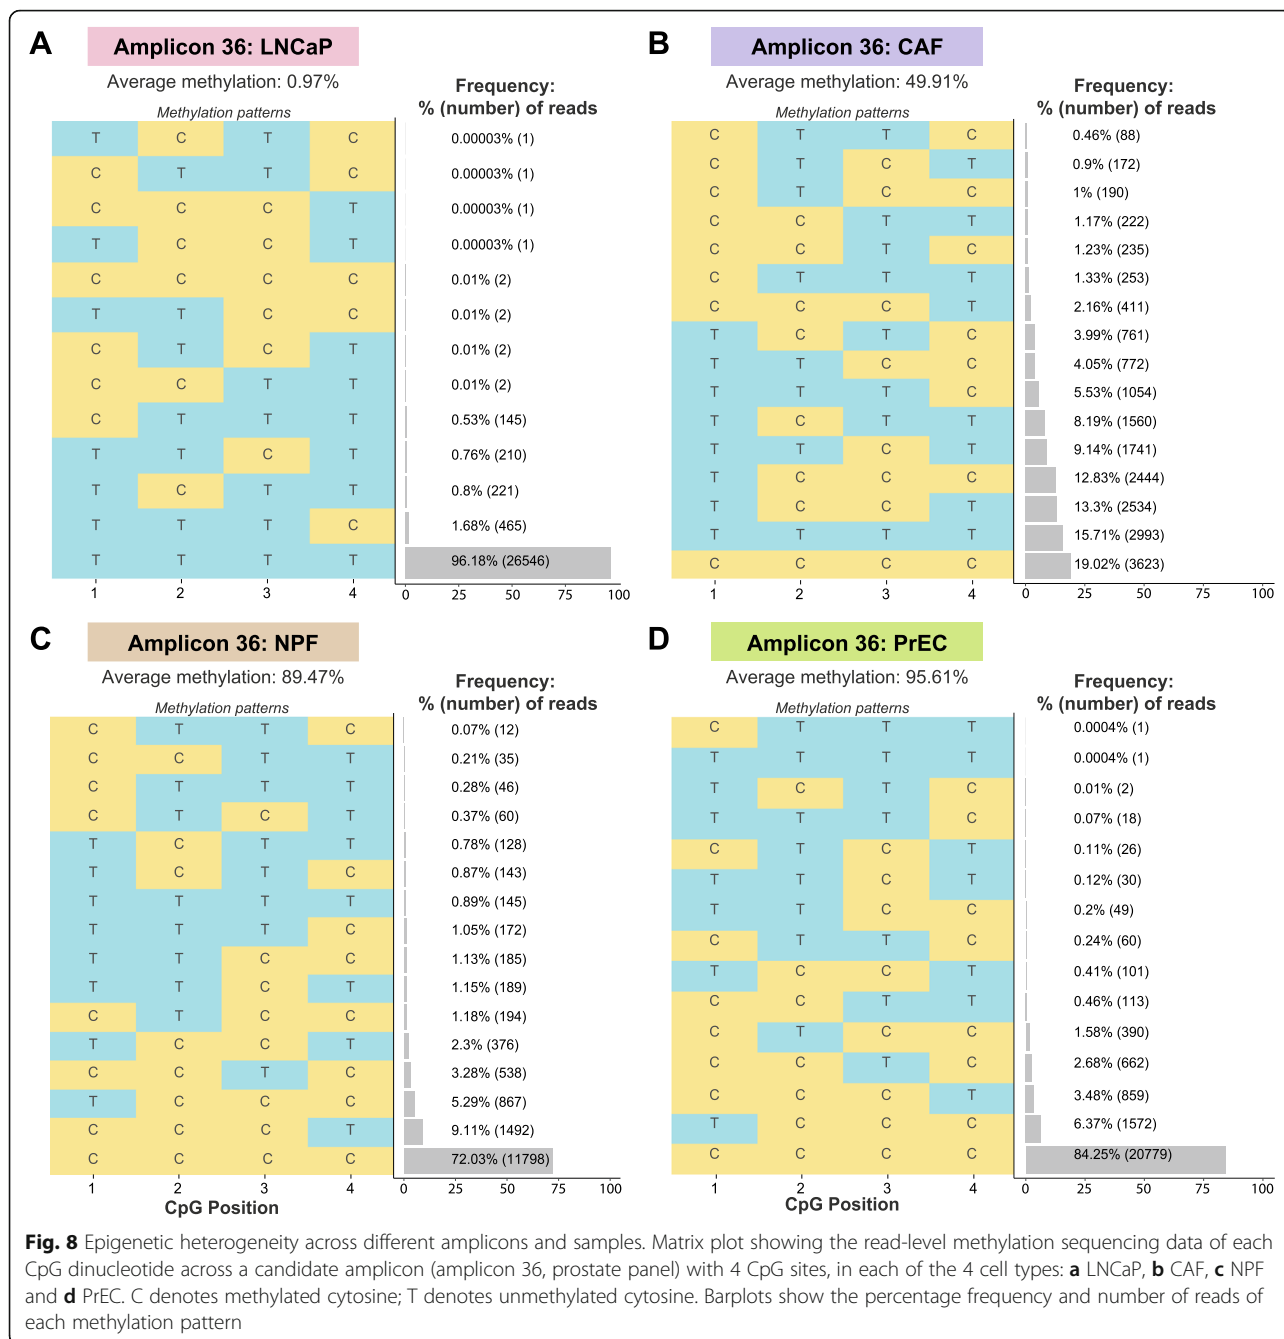 A
Amplicon 36: LNCaP
Average methylation: 0.97%
Frequency:
% (number) of reads
Methylation patterns
T C T C 0.00003% (1)
C T T C 0.00003% (1)
C C C T 0.00003% (1)
T C C T 0.00003% (1)
C C C C 0.01% (2)
T T C C 0.01% (2)
C T C T 0.01% (2)
C C T T 0.01% (2)
C T T T 0.53% (145)
T T C T 0.76% (210)
T C T T 0.8% (221)
T T T C 1.68% (465)
T T T T 96.18% (26546)
1 2 3 4 0 25 50 75 100
B
Amplicon 36: CAF
Average methylation: 49.91%
Frequency:
% (number) of reads
Methylation patterns
C T T C 0.46% (88)
C T C T 0.9% (172)
C T C C 1% (190)
C C T T 1.17% (222)
C C T C 1.23% (235)
C T T T 1.33% (253)
C C C T 2.16% (411)
T C T C 3.99% (761)
T T C C 4.05% (772)
T T T C 5.53% (1054)
T C T T 8.19% (1560)
T T C T 9.14% (1741)
T C C C 12.83% (2444)
T C C T 13.3% (2534)
T T T T 15.71% (2993)
C C C C 19.02% (3623)
1 2 3 4 0 25 50 75 100
C
Amplicon 36: NPF
Average methylation: 89.47%
Frequency:
% (number) of reads
Methylation patterns
C T T C 0.07% (12)
C C T T 0.21% (35)
C T T T 0.28% (46)
C T C T 0.37% (60)
T C T T 0.78% (128)
T C T C 0.87% (143)
T T T T 0.89% (145)
T T T C 1.05% (172)
T T C C 1.13% (185)
T T C T 1.15% (189)
C T C C 1.18% (194)
T C C T 2.3% (376)
C C T C 3.28% (538)
T C C C 5.29% (867)
C C C T 9.11% (1492)
C C C C 72.03% (11798)
1 2 3 4 0 25 50 75 100
CpG Position
D
Amplicon 36: PrEC
Average methylation: 95.61%
Frequency:
% (number) of reads
Methylation patterns
C T T T 0.0004% (1)
T T T T 0.0004% (1)
T C T C 0.01% (2)
T T T C 0.07% (18)
C T C T 0.11% (26)
T T C T 0.12% (30)
T T C C 0.2% (49)
C T T C 0.24% (60)
T C C T 0.41% (101)
C C T T 0.46% (113)
C T C C 1.58% (390)
C C T C 2.68% (662)
C C C T 3.48% (859)
T C C C 6.37% (1572)
C C C C 84.25% (20779)
1 2 3 4 0 25 50 75 100
CpG Position
Fig. 8 Epigenetic heterogeneity across different amplicons and samples. Matrix plot showing the read-level methylation sequencing data of each
CpG dinucleotide across a candidate amplicon (amplicon 36, prostate panel) with 4 CpG sites, in each of the 4 cell types: a LNCaP, b CAF, c NPF
and d PrEC. C denotes methylated cytosine; T denotes unmethylated cytosine. Barplots show the percentage frequency and number of reads of
each methylation pattern